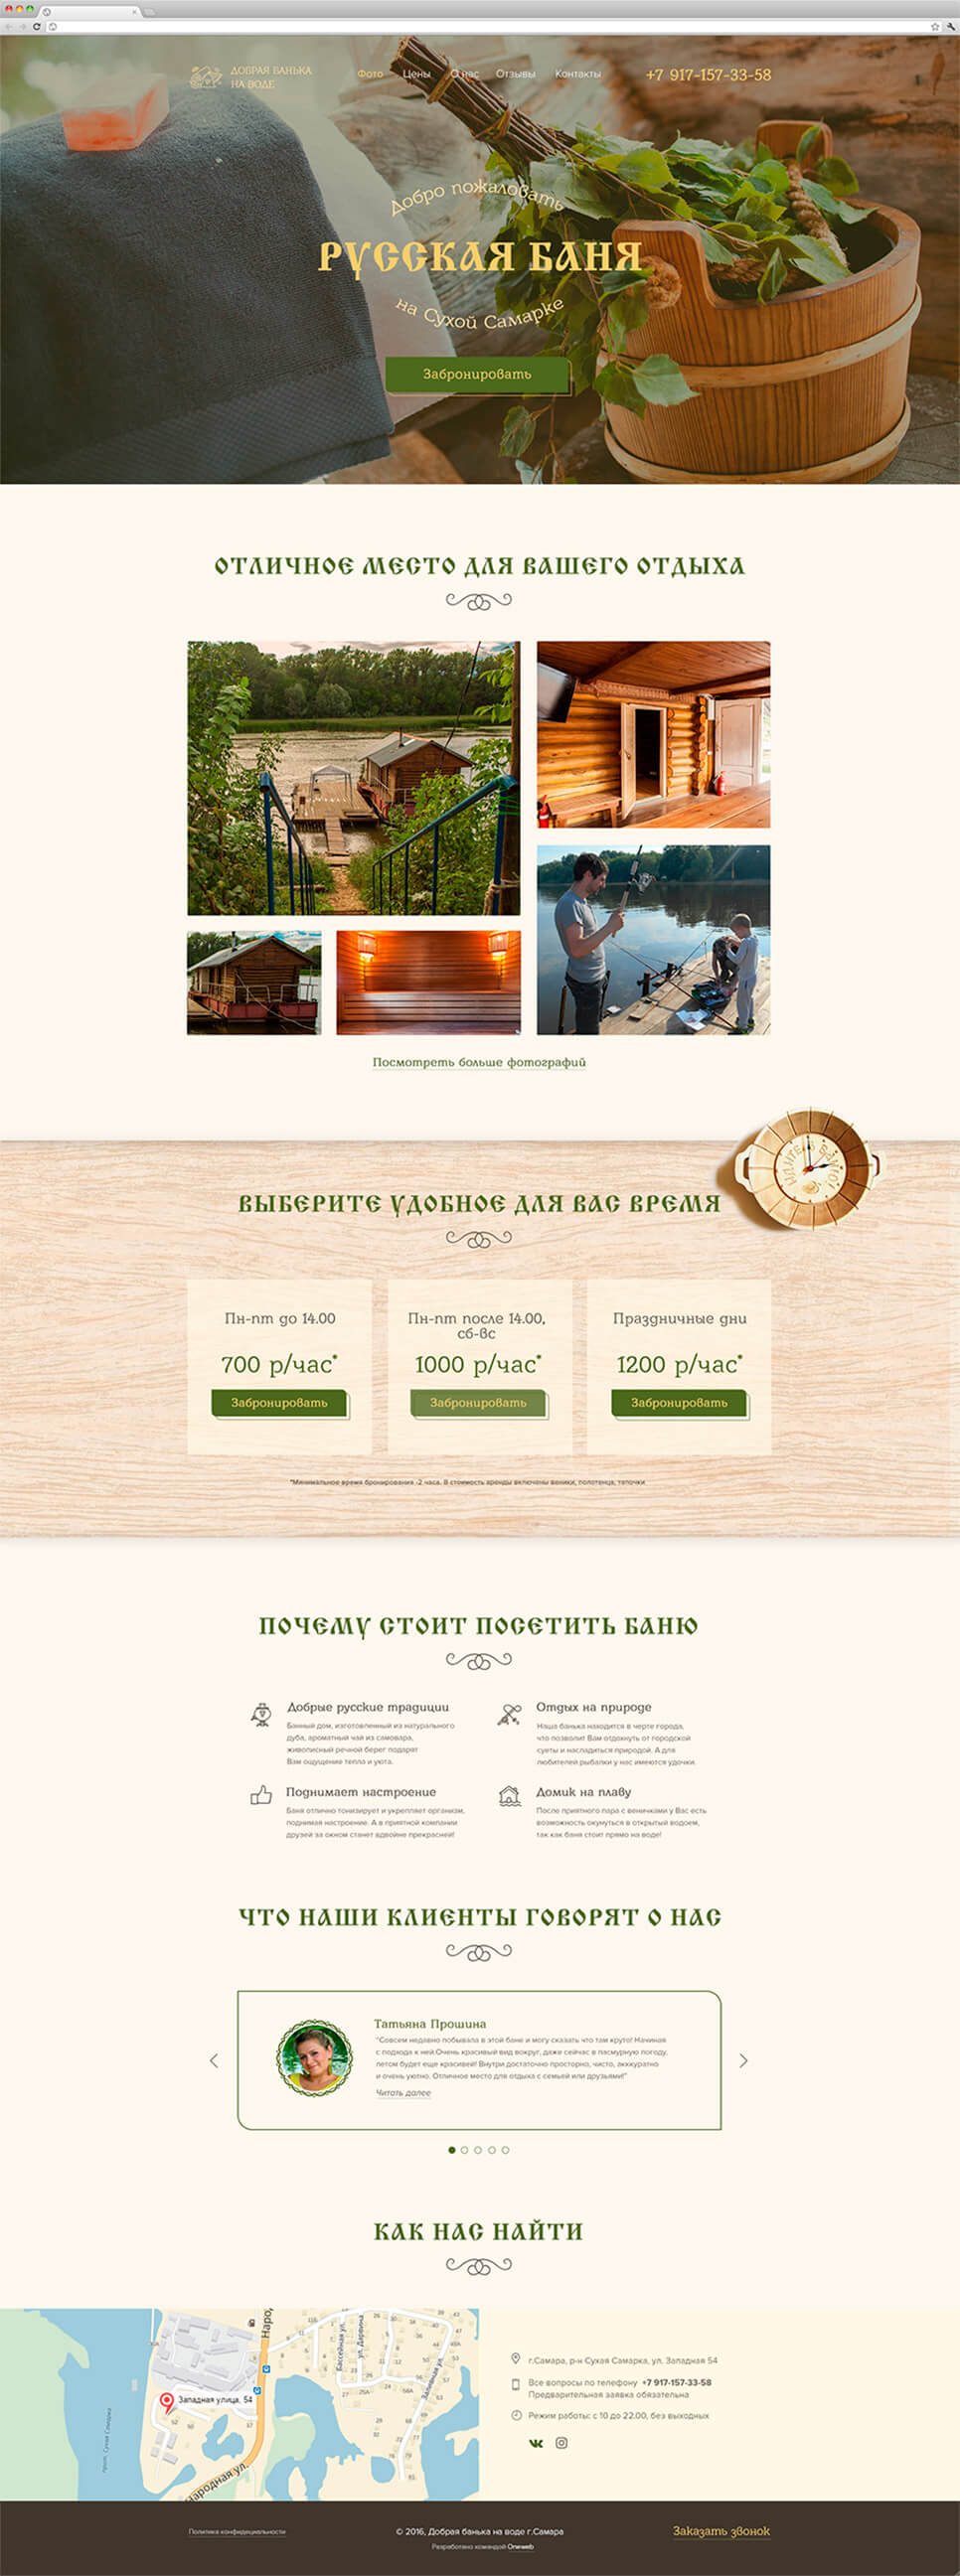 ДОБРАЯ БАНЬКА
НА ВОДЕ
Фото Цены О нас Отзывы Контакты
+7 917-157-33-58
Добро пожаловать
РУССКАЯ БАНЯ
на Сухой Самарке
Забронировать
ОТЛИЧНОЕ МЕСТО ДЛЯ ВАШЕГО ОТДЫХА
Посмотреть больше фотографий
ВЫБЕРИТЕ УДОБНОЕ ДЛЯ ВАС ВРЕМЯ
Пн-пт до 14.00
700 р/час*
Забронировать
Пн-пт после 14.00,
сб-вс
1000 р/час*
Забронировать
Праздничные дни
1200 р/час*
Забронировать
*Минимальное время бронирования -2 часа. В стоимость аренды включены веники, полотенца, тапочки
ПОЧЕМУ СТОИТ ПОСЕТИТЬ БАНЮ
Добрые русские традиции
Банный дом, изготовленный из натурального
дуба, ароматный чай из самовара,
живописный речной берег подарят
Вам ощущение тепла и уюта.
Отдых на природе
Наша банька находится в черте города,
что позволит Вам отдохнуть от городской
суеты и насладиться природой. А для
любителей рыбалки у нас имеются удочки.
Поднимает настроение
Баня отлично тонизирует и укрепляет организм,
поднимая настроение. А в приятной компании
друзей за окном станет вдвойне прекрасней!
Домик на плаву
После приятного пара с вениками у Вас есть
возможность окунуться в открытый водоем,
так как баня стоит прямо на воде!
ЧТО НАШИ КЛИЕНТЫ ГОВОРЯТ О НАС
Татьяна Прошина
"Совсем недавно побывала в этой бане и могу сказать что там круто! Начиная
с подхода к ней.Очень красивый вид вокруг, даже сейчас в пасмурную погоду,
летом будет еще красивей! Внутри достаточно просторно, чисто, аккуратно
и очень уютно. Отличное место для отдыха с семьей или друзьями!"
Читать далее
КАК НАС НАЙТИ
Западная улица, 54
Народная ул.
Бассейная ул.
ул. Дарвина
прот. Сухая Самарка
г.Самара, р-н Сухая Самарка, ул. Западная 54
Все вопросы по телефону +7 917-157-33-58
Предварительная заявка обязательна
Режим работы: с 10 до 22.00, без выходных
Политика конфиденциальности
© 2016, Добрая банька на воде г.Самара
Разработано командой Oneweb
Заказать звонок